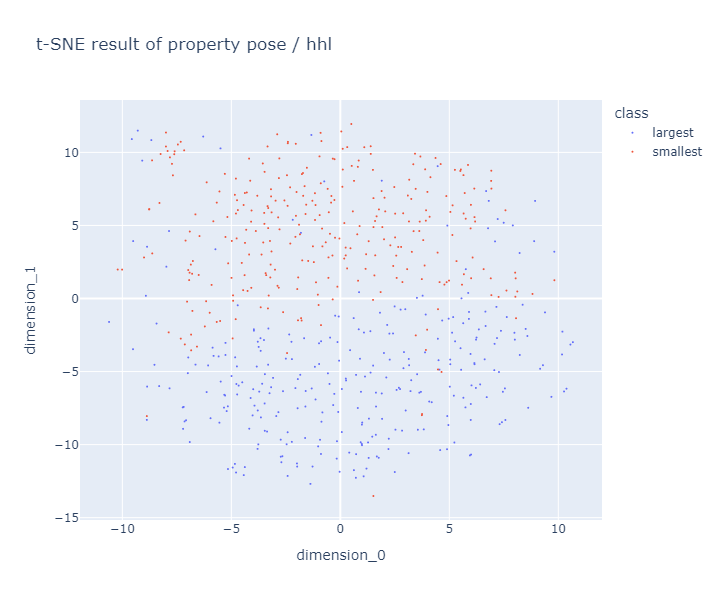 t-SNE result of property pose / hhl
class
largest
smallest
10
5
0
−5
−10
−15
−10
−5
0
5
10
dimension_1
dimension_0